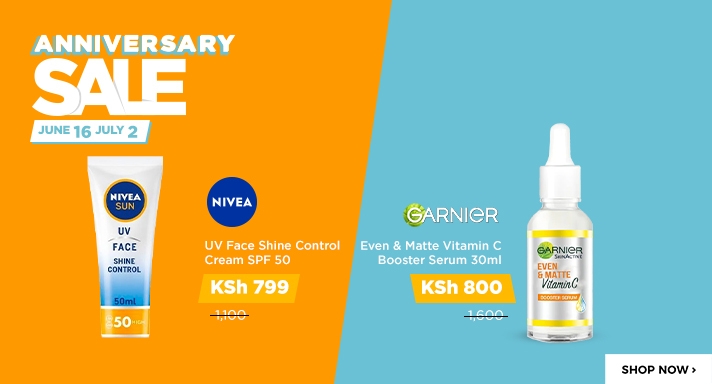 ANNIVERSARY
SALE
JUNE 16 JULY 2
NIVEA
SUN
UV
FACE
SHINE
CONTROL
50ml
50
NIVEA
UV Face Shine Control
Cream SPF 50
KSh 799
1,100
GARNIER
Even & Matte Vitamin C
Booster Serum 30ml
KSh 800
1,600
GARNIER
SKINACTIVE
EVEN
& MATTE
Vitamin C
BOOSTER SERUM
SHOP NOW ›